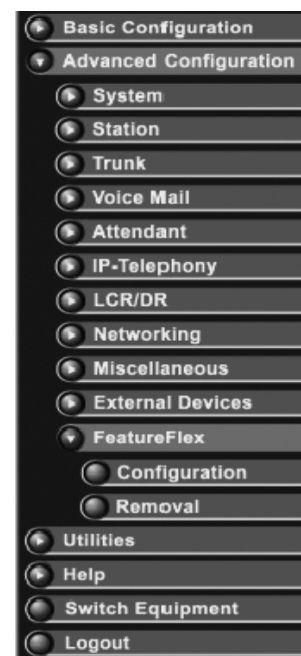 Basic Configuration
Advanced Configuration
System
Station
Trunk
Voice Mail
Attendant
IP-Telephony
LCR/DR
Networking
Miscellaneous
External Devices
FeatureFlex
Configuration
Removal
Utilities
Help
Switch Equipment
Logout